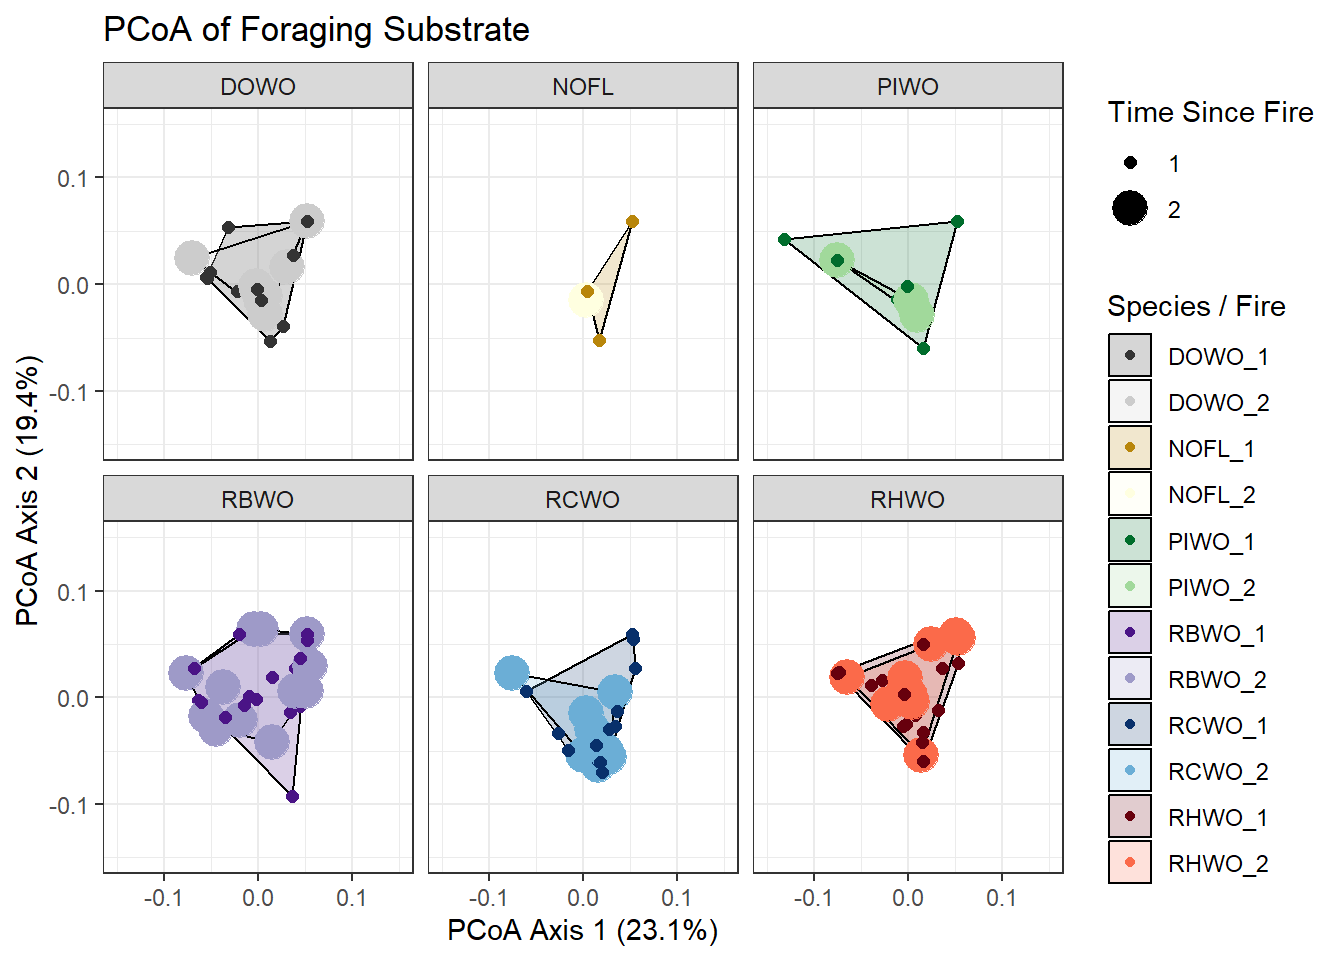 PCoA of Foraging Substrate
DOWO
NOFL
PIWO
0.1
0.0
-0.1
RBWO
RCWO
RHWO
0.1
0.0
-0.1
-0.1
0.0
0.1
-0.1
0.0
0.1
-0.1
0.0
0.1
PCoA Axis 1 (23.1%)
PCoA Axis 2 (19.4%)
Time Since Fire
1
2
Species / Fire
DOWO_1
DOWO_2
NOFL_1
NOFL_2
PIWO_1
PIWO_2
RBWO_1
RBWO_2
RCWO_1
RCWO_2
RHWO_1
RHWO_2